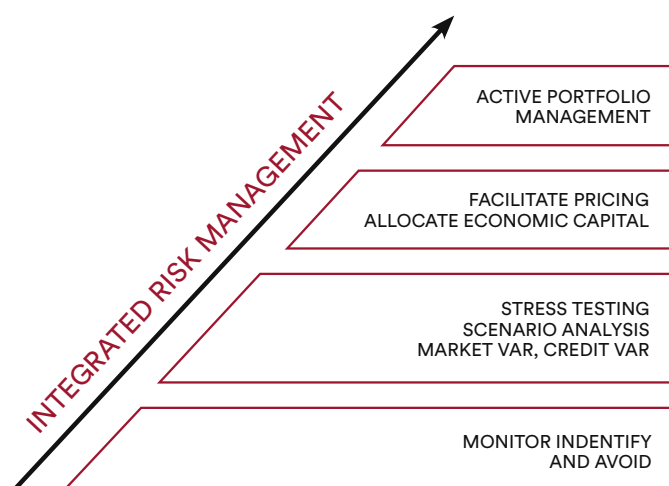 INTEGRATED RISK MANAGEMENT
ACTIVE PORTFOLIO
MANAGEMENT
FACILITATE PRICING
ALLOCATE ECONOMIC CAPITAL
STRESS TESTING
SCENARIO ANALYSIS
MARKET VAR, CREDIT VAR
MONITOR INDENTIFY
AND AVOID